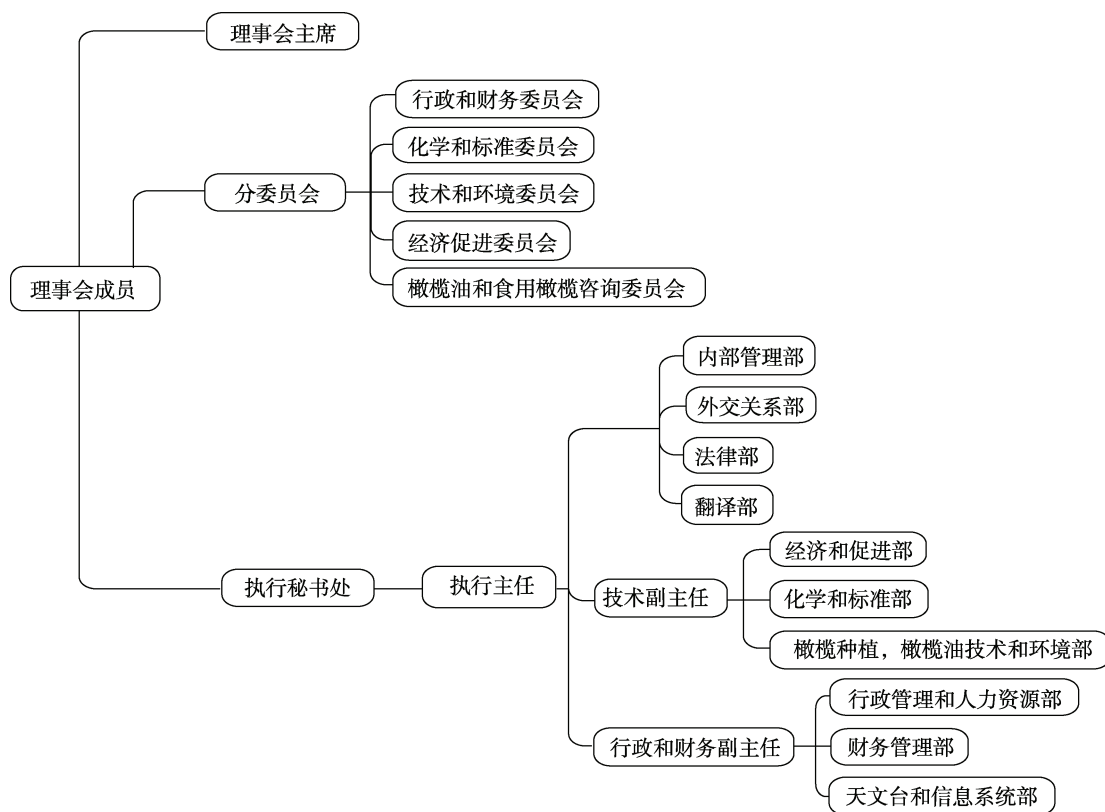 理事会主席
行政和财务委员会
化学和标准委员会
分委员会
技术和环境委员会
经济促进委员会
理事会成员
橄榄油和食用橄榄咨询委员会
内部管理部
外交关系部
法律部
翻译部
经济和促进部
执行秘书处
执行主任
技术副主任
化学和标准部
橄榄种植，橄榄油技术和环境部
行政管理和人力资源部
行政和财务副主任
财务管理部
天文台和信息系统部